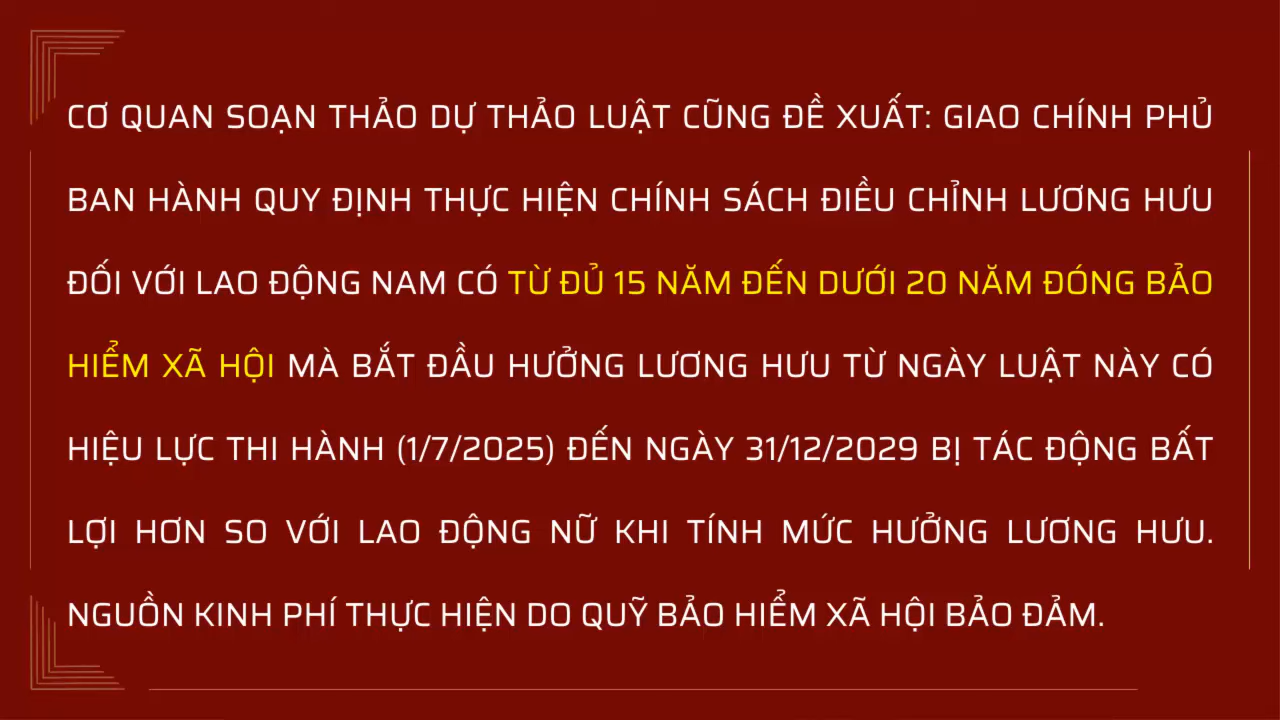 CƠ QUAN SOẠN THẢO DỰ THẢO LUẬT CŨNG ĐỀ XUẤT: GIAO CHÍNH PHỦ
BAN HÀNH QUY ĐỊNH THỰC HIỆN CHÍNH SÁCH ĐIỀU CHỈNH LƯƠNG HƯU
ĐỐI VỚI LAO ĐỘNG NAM CÓ TỪ ĐỦ 15 NĂM ĐẾN DƯỚI 20 NĂM ĐÓNG BẢO
HIỂM XÃ HỘI MÀ BẮT ĐẦU HƯỞNG LƯƠNG HƯU TỪ NGÀY LUẬT NÀY CÓ
HIỆU LỰC THI HÀNH (1/7/2025) ĐẾN NGÀY 31/12/2029 BỊ TÁC ĐỘNG BẤT
LỢI HƠN SO VỚI LAO ĐỘNG NỮ KHI TÍNH MỨC HƯỞNG LƯƠNG HƯU.
NGUỒN KINH PHÍ THỰC HIỆN DO QUỸ BẢO HIỂM XÃ HỘI BẢO ĐẢM.